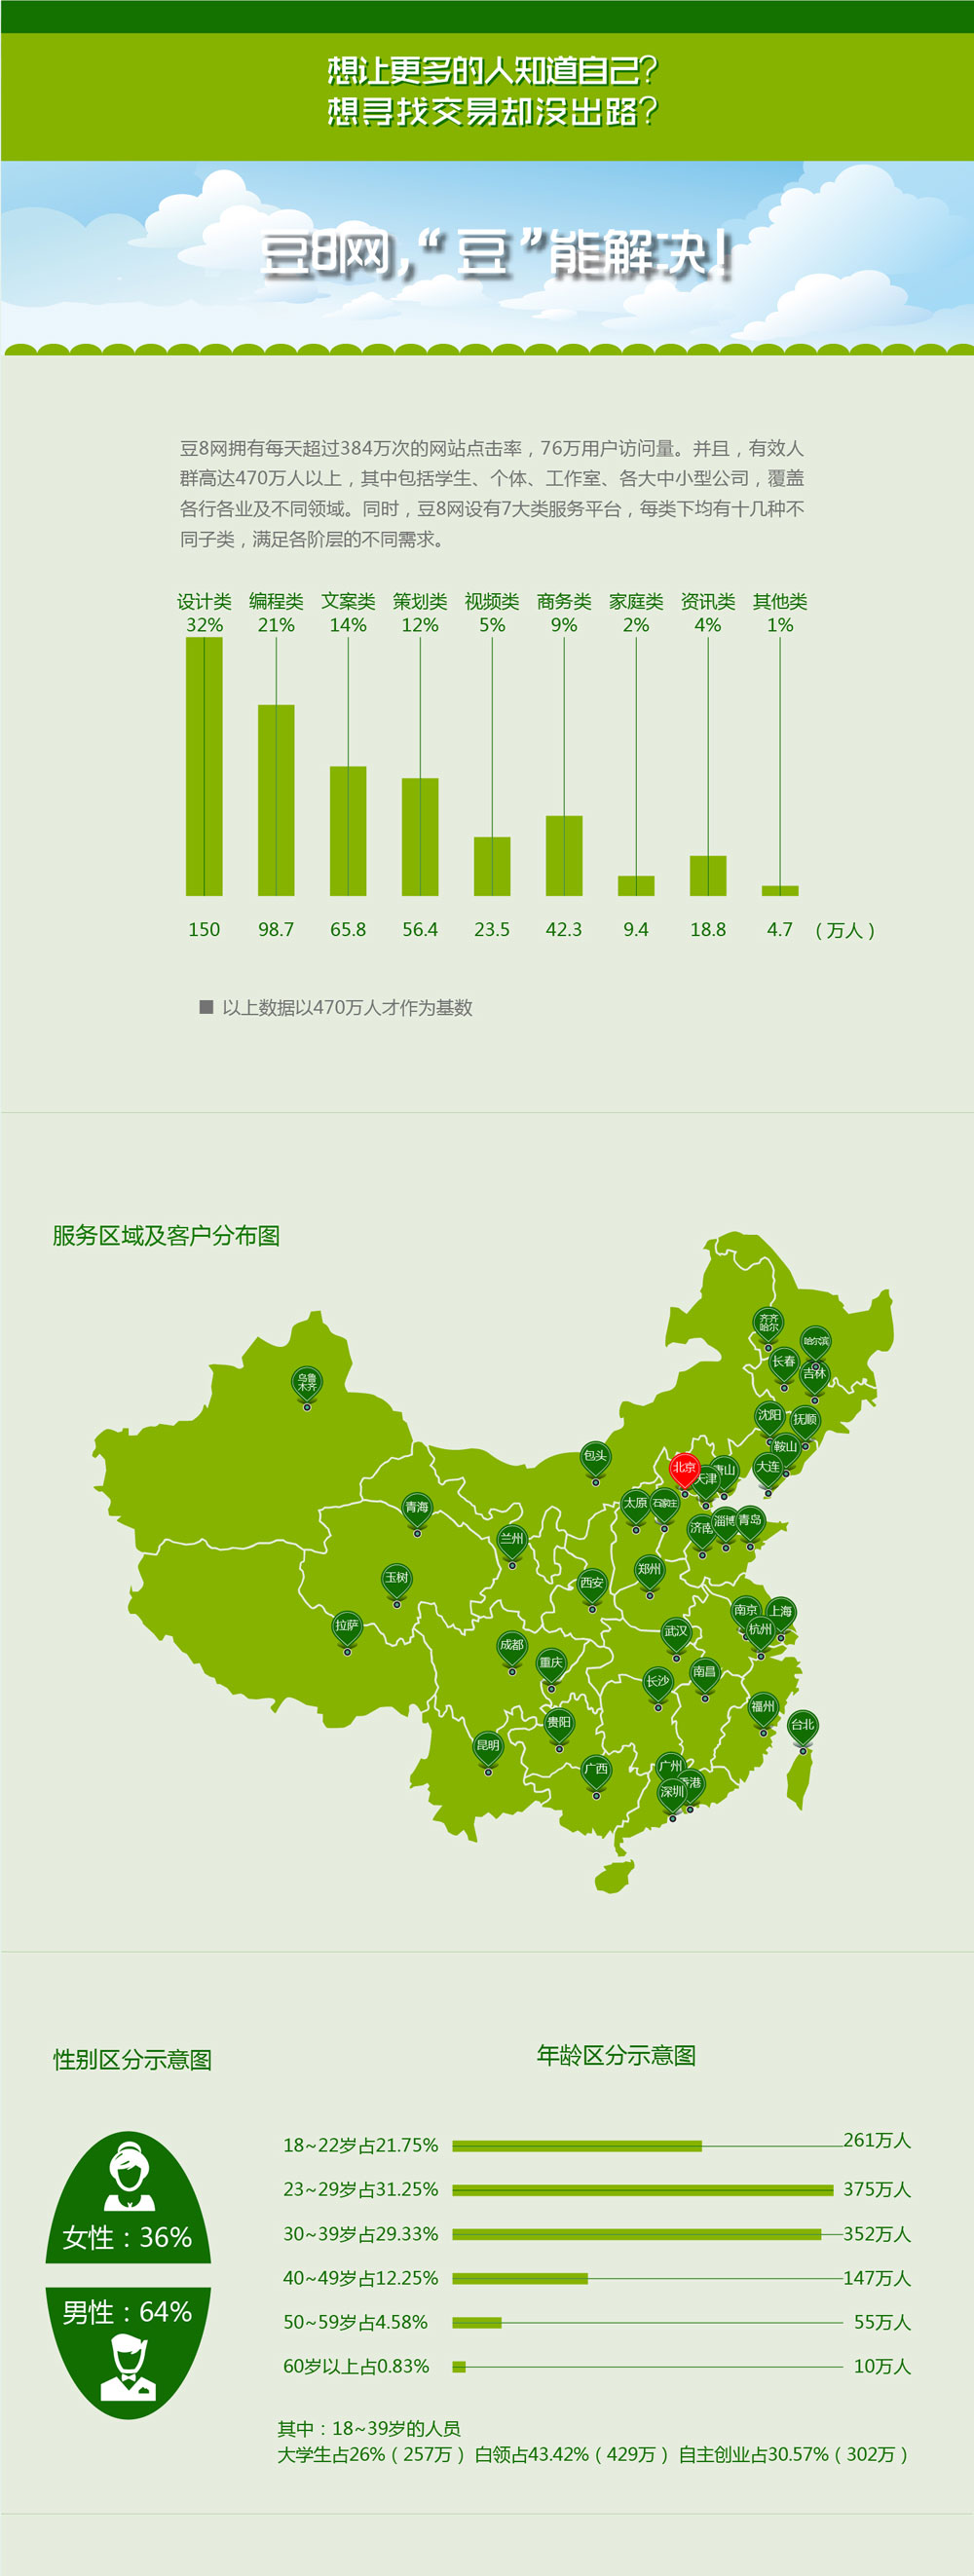 想让更多的人知道自己?
想寻找交易却没出路?
豆8网,“豆”能解决!
豆8网拥有每天超过384万次的网站点击率，76万用户访问量。并且，有效人
群高达470万人以上，其中包括学生、个体、工作室、各大中小型公司，覆盖
各行各业及不同领域。同时，豆8网设有7大类服务平台，每类下均有十几种不
同子类，满足各阶层的不同需求。
设计类 编程类 文案类 策划类 视频类 商务类 家庭类 资讯类 其他类
32% 21% 14% 12% 5% 9% 2% 4% 1%
150 98.7 65.8 56.4 23.5 42.3 9.4 18.8 4.7 （万人）
■ 以上数据以470万人才作为基数
服务区域及客户分布图
齐齐
哈尔
哈尔滨
长春
吉林
乌鲁
木齐
沈阳
抚顺
鞍山
包头
北京
天津
唐山
大连
青海
太原
石家庄
济南
淄博
青岛
兰州
玉树
西安
郑州
拉萨
南京
上海
杭州
武汉
成都
重庆
长沙
南昌
福州
贵阳
台北
昆明
广西
广州
香港
深圳
性别区分示意图
年龄区分示意图
女性：36%
男性：64%
18~22岁占21.75% 261万人
23~29岁占31.25% 375万人
30~39岁占29.33% 352万人
40~49岁占12.25% 147万人
50~59岁占4.58% 55万人
60岁以上占0.83% 10万人
其中：18~39岁的人员
大学生占26%（257万） 白领占43.42%（429万） 自主创业占30.57%（302万）